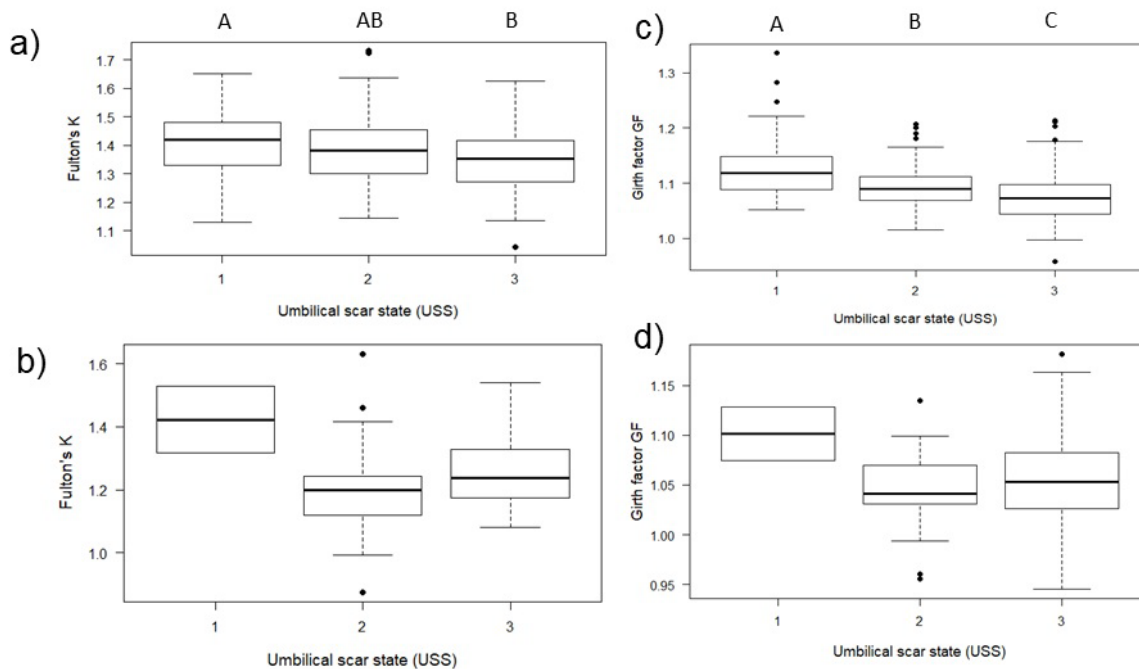 A AB B
a)
Fulton's K
1.7
1.6
1.5
1.4
1.3
1.2
1.1
1 2 3
Umbilical scar state (USS)
A B C
c)
Girth factor GF
1.3
1.2
1.1
1.0
1 2 3
Umbilical scar state (USS)
b)
Fulton's K
1.6
1.4
1.2
1.0
1 2 3
Umbilical scar state (USS)
d)
Girth factor GF
1.15
1.10
1.05
1.00
0.95
1 2 3
Umbilical scar state (USS)